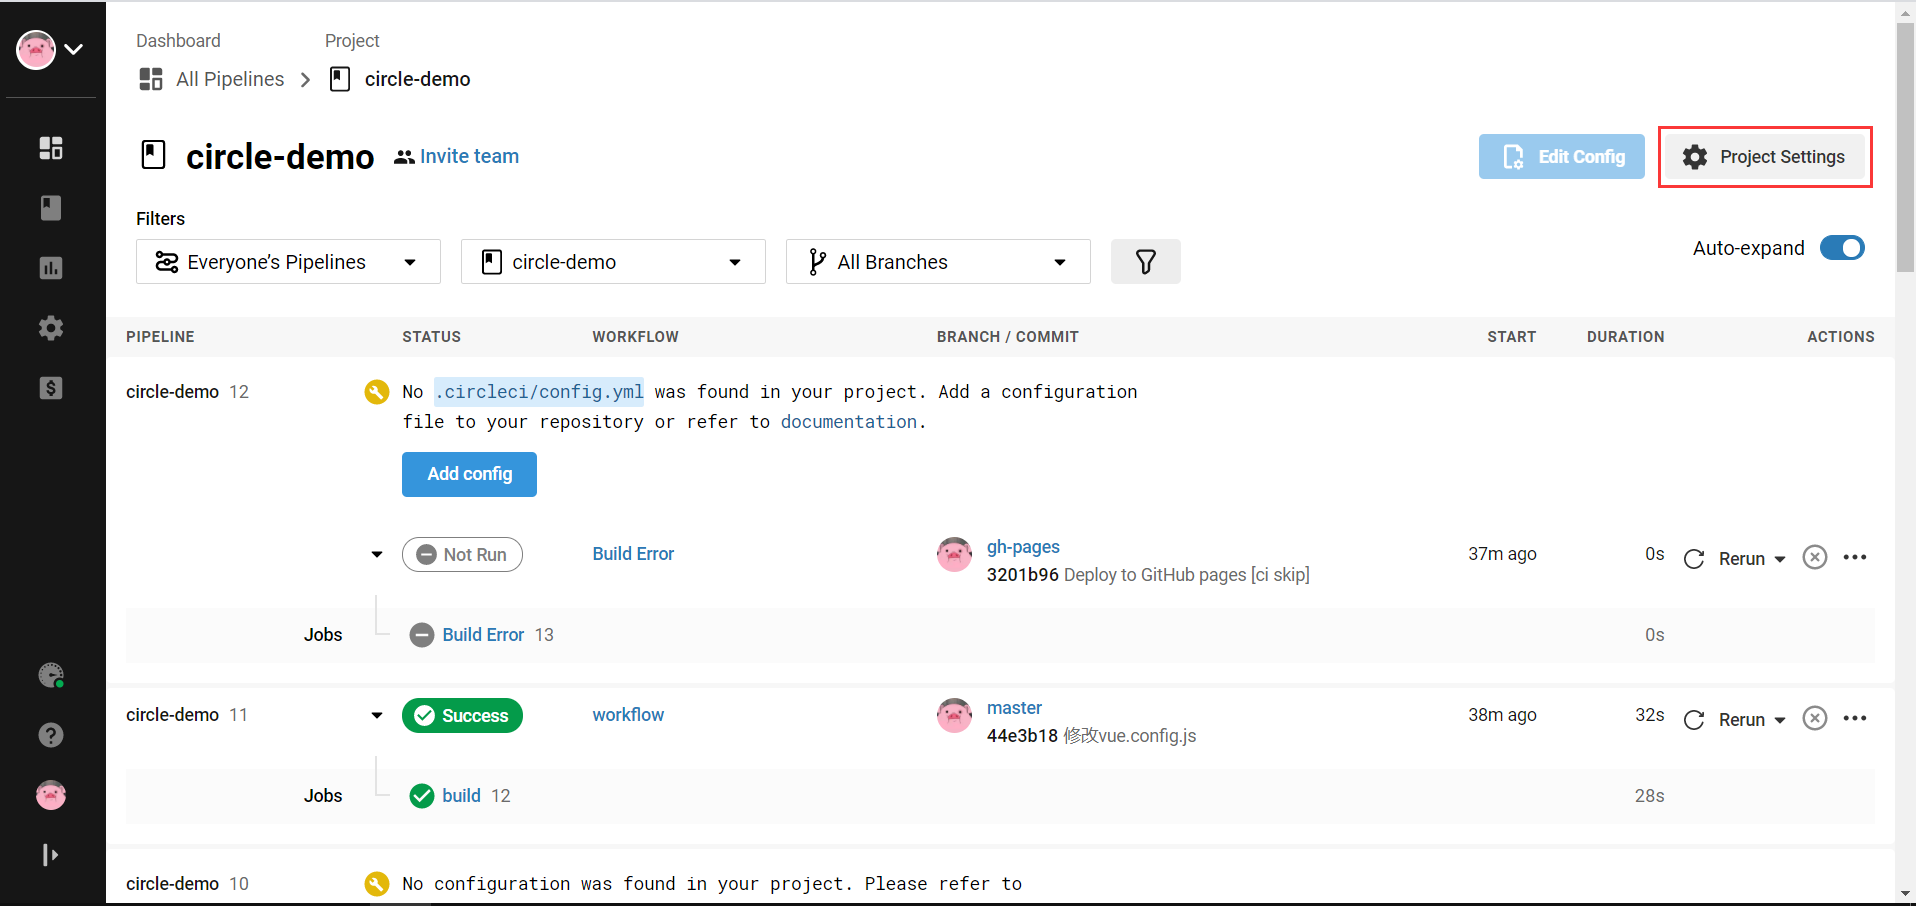 Dashboard Project
All Pipelines circle-demo
circle-demo Invite team Edit Config Project Settings
Filters
Everyone’s Pipelines circle-demo All Branches Auto-expand
PIPELINE STATUS WORKFLOW BRANCH / COMMIT START DURATION ACTIONS
circle-demo 12 No .circleci/config.yml was found in your project. Add a configuration
file to your repository or refer to documentation.
Add config
Not Run Build Error gh-pages 37m ago 0s Rerun
3201b96 Deploy to GitHub pages [ci skip]
Jobs Build Error 13 0s
circle-demo 11 Success workflow master 38m ago 32s Rerun
44e3b18 修改vue.config.js
Jobs build 12 28s
circle-demo 10 No configuration was found in your project. Please refer to